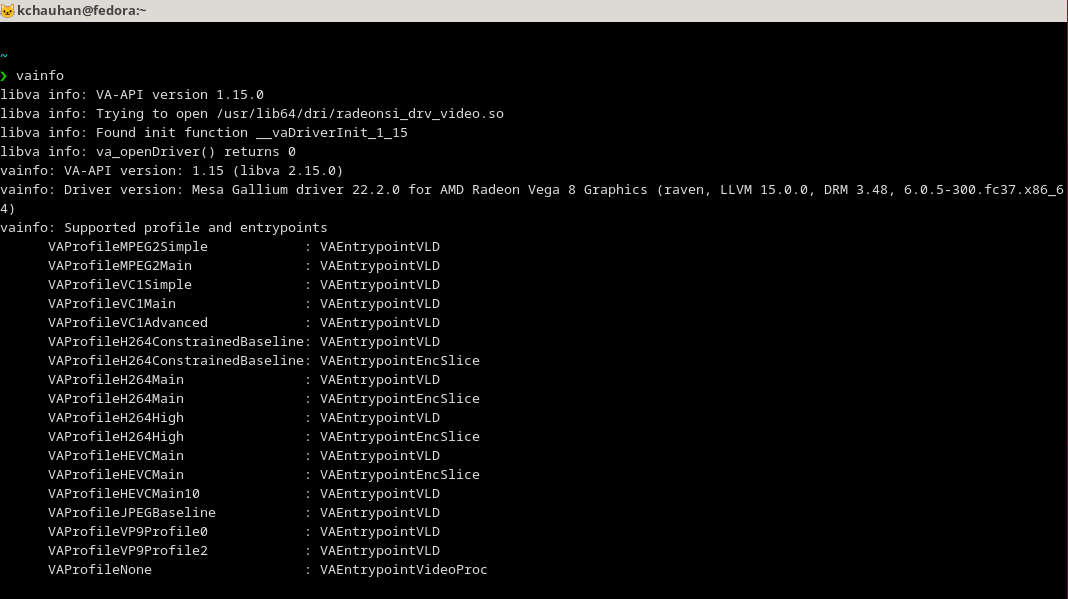 kchauhan@fedora:~
~
❯ vainfo
libva info: VA-API version 1.15.0
libva info: Trying to open /usr/lib64/dri/radeonsi_drv_video.so
libva info: Found init function __vaDriverInit_1_15
libva info: va_openDriver() returns 0
vainfo: VA-API version: 1.15 (libva 2.15.0)
vainfo: Driver version: Mesa Gallium driver 22.2.0 for AMD Radeon Vega 8 Graphics (raven, LLVM 15.0.0, DRM 3.48, 6.0.5-300.fc37.x86_6
4)
vainfo: Supported profile and entrypoints
      VAProfileMPEG2Simple            : VAEntrypointVLD
      VAProfileMPEG2Main              : VAEntrypointVLD
      VAProfileVC1Simple              : VAEntrypointVLD
      VAProfileVC1Main                : VAEntrypointVLD
      VAProfileVC1Advanced            : VAEntrypointVLD
      VAProfileH264ConstrainedBaseline: VAEntrypointVLD
      VAProfileH264ConstrainedBaseline: VAEntrypointEncSlice
      VAProfileH264Main               : VAEntrypointVLD
      VAProfileH264Main               : VAEntrypointEncSlice
      VAProfileH264High               : VAEntrypointVLD
      VAProfileH264High               : VAEntrypointEncSlice
      VAProfileHEVCMain               : VAEntrypointVLD
      VAProfileHEVCMain               : VAEntrypointEncSlice
      VAProfileHEVCMain10             : VAEntrypointVLD
      VAProfileJPEGBaseline           : VAEntrypointVLD
      VAProfileVP9Profile0            : VAEntrypointVLD
      VAProfileVP9Profile2            : VAEntrypointVLD
      VAProfileNone                   : VAEntrypointVideoProc